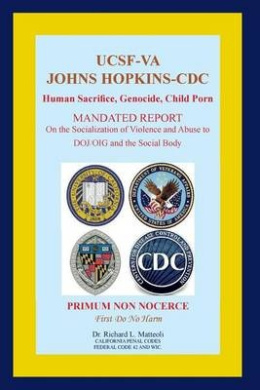 UCSF-VA
JOHNS HOPKINS-CDC
Human Sacrifice, Genocide, Child Porn
MANDATED REPORT
On the Socialization of Violence and Abuse to
DOJ/OIG and the Social Body
CDC
PRIMUM NON NOCERCE
First Do No Harm
Dr. Richard L. Matteoli
CALIFORNIA PENAL CODES
FEDERAL CODE 42 AND WIC